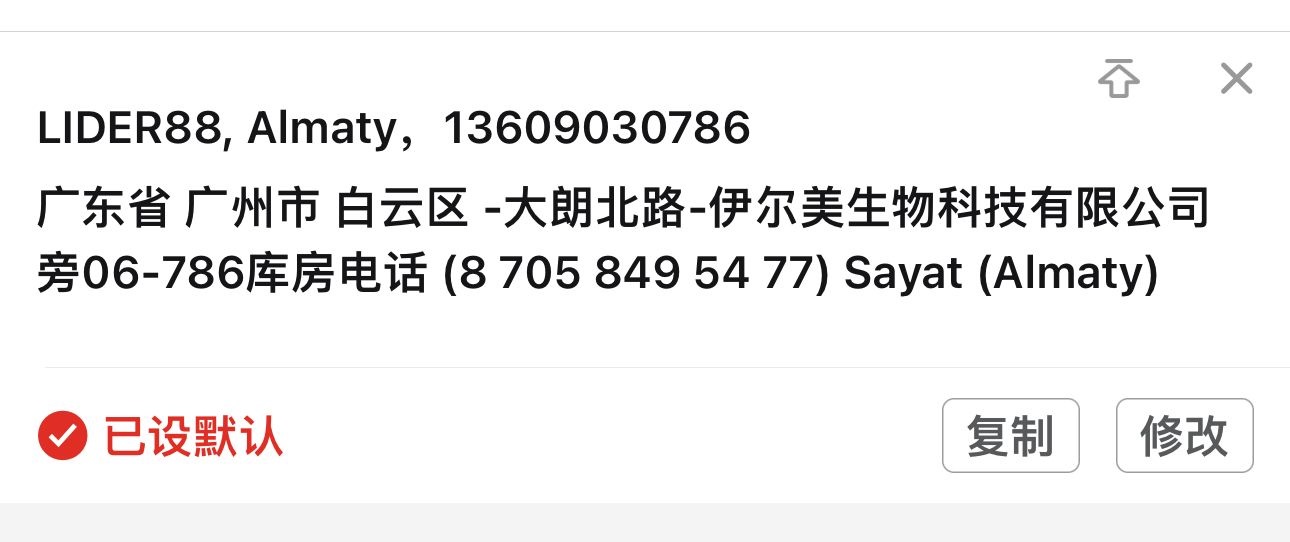 LIDER88, Almaty，13609030786
广东省 广州市 白云区 -大朗北路-伊尔美生物科技有限公司
旁06-786库房电话 (8 705 849 54 77) Sayat (Almaty)
已设默认
复制
修改